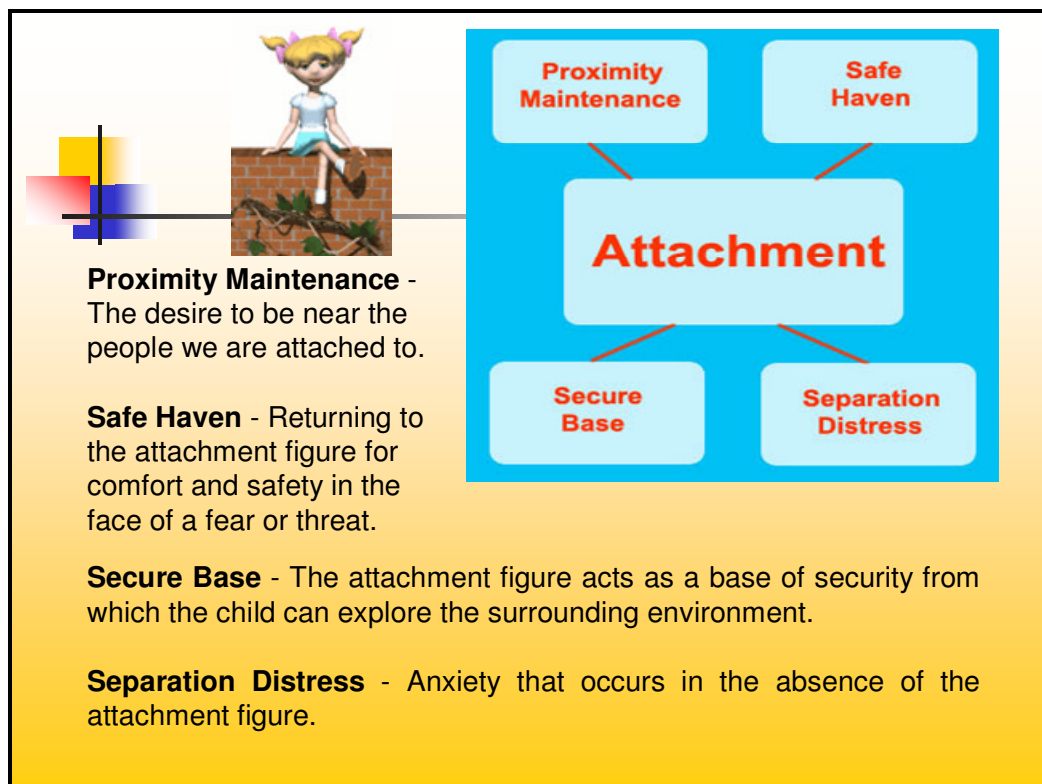 Proximity
Maintenance
Safe
Haven
Attachment
Secure
Base
Separation
Distress
Proximity Maintenance -
The desire to be near the
people we are attached to.
Safe Haven - Returning to
the attachment figure for
comfort and safety in the
face of a fear or threat.
Secure Base - The attachment figure acts as a base of security from
which the child can explore the surrounding environment.
Separation Distress - Anxiety that occurs in the absence of the
attachment figure.